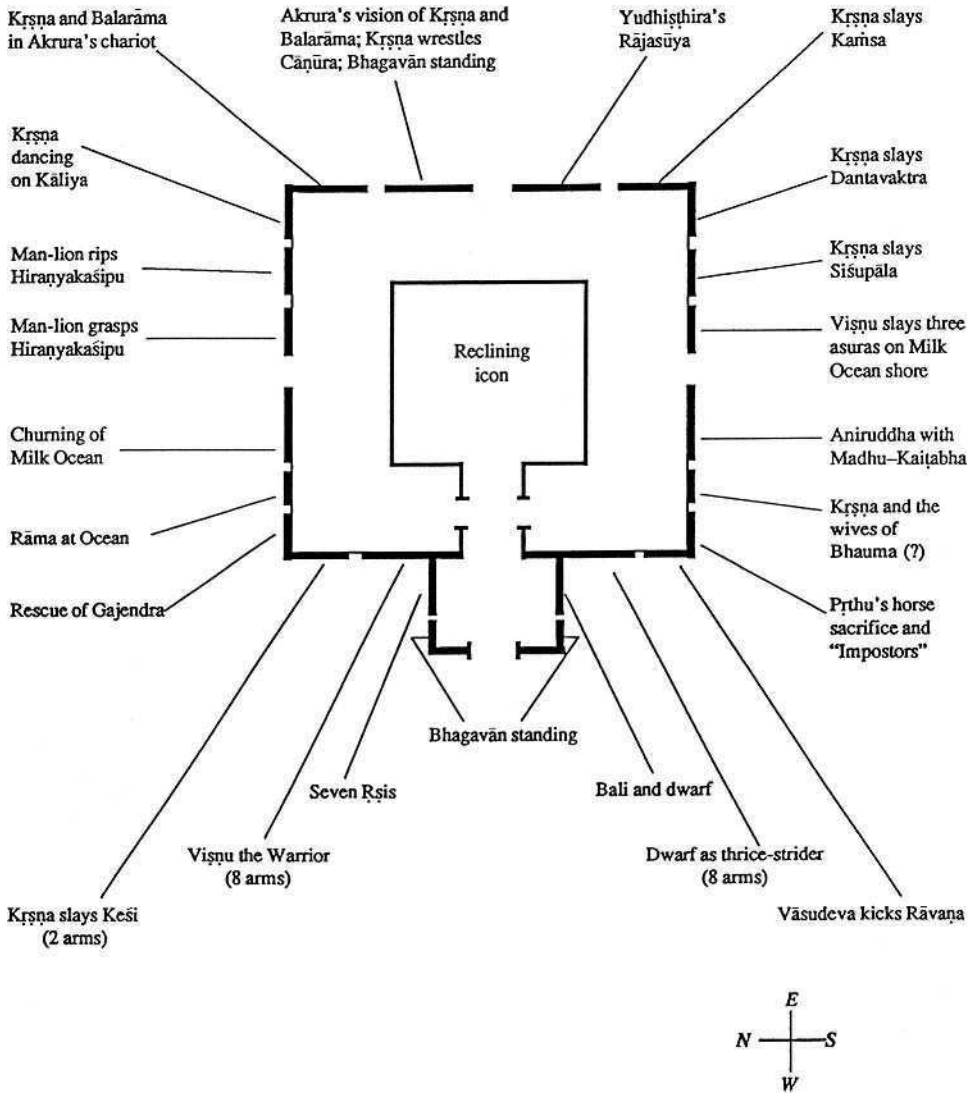 Kṛṣṇa and Balarāma
in Akrura's chariot
Akrura's vision of Kṛṣṇa and
Balarāma; Kṛṣṇa wrestles
Cāṇūra; Bhagavān standing
Yudhiṣṭhira's
Rājasūya
Kṛṣṇa slays
Kaṁsa
Kṛṣṇa
dancing
on Kāliya
Kṛṣṇa slays
Dantavaktra
Man-lion rips
Hiraṇyakaśipu
Kṛṣṇa slays
Śiśupāla
Man-lion grasps
Hiraṇyakaśipu
Reclining
icon
Viṣṇu slays three
asuras on Milk
Ocean shore
Churning of
Milk Ocean
Aniruddha with
Madhu–Kaiṭabha
Rāma at Ocean
Kṛṣṇa and the
wives of
Bhauma (?)
Rescue of Gajendra
Pṛthu's horse
sacrifice and
"Impostors"
Bhagavān standing
Seven Ṛṣis
Bali and dwarf
Viṣṇu the Warrior
(8 arms)
Dwarf as thrice-strider
(8 arms)
Kṛṣṇa slays Keśi
(2 arms)
Vāsudeva kicks Rāvaṇa
E
N S
W